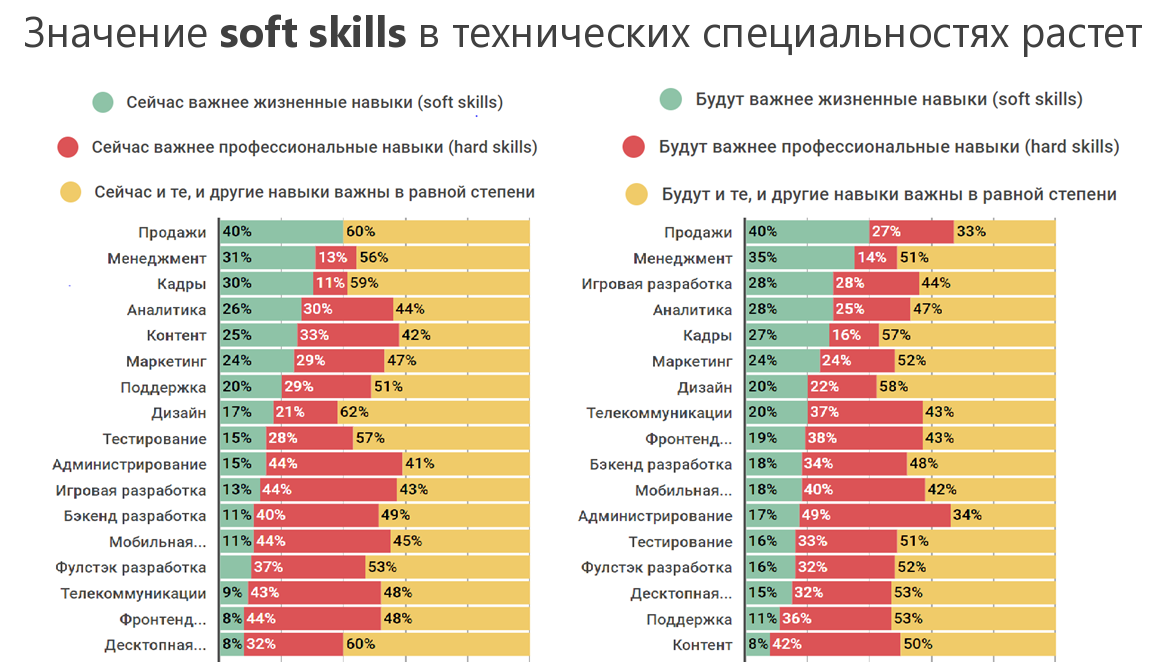 Значение soft skills в технических специальностях растет
Сейчас важнее жизненные навыки (soft skills)
Сейчас важнее профессиональные навыки (hard skills)
Сейчас и те, и другие навыки важны в равной степени
Продажи 40% 60%
Менеджмент 31% 13% 56%
Кадры 30% 11% 59%
Аналитика 26% 30% 44%
Контент 25% 33% 42%
Маркетинг 24% 29% 47%
Поддержка 20% 29% 51%
Дизайн 17% 21% 62%
Тестирование 15% 28% 57%
Администрирование 15% 44% 41%
Игровая разработка 13% 44% 43%
Бэкенд разработка 11% 40% 49%
Мобильная... 11% 44% 45%
Фулстэк разработка 37% 53%
Телекоммуникации 9% 43% 48%
Фронтенд... 8% 44% 48%
Десктопная... 8% 32% 60%
Будут важнее жизненные навыки (soft skills)
Будут важнее профессиональные навыки (hard skills)
Будут и те, и другие навыки важны в равной степени
Продажи 40% 27% 33%
Менеджмент 35% 14% 51%
Игровая разработка 28% 28% 44%
Аналитика 28% 25% 47%
Кадры 27% 16% 57%
Маркетинг 24% 24% 52%
Дизайн 20% 22% 58%
Телекоммуникации 20% 37% 43%
Фронтенд... 19% 38% 43%
Бэкенд разработка 18% 34% 48%
Мобильная... 18% 40% 42%
Администрирование 17% 49% 34%
Тестирование 16% 33% 51%
Фулстэк разработка 16% 32% 52%
Десктопная... 15% 32% 53%
Поддержка 11% 36% 53%
Контент 8% 42% 50%